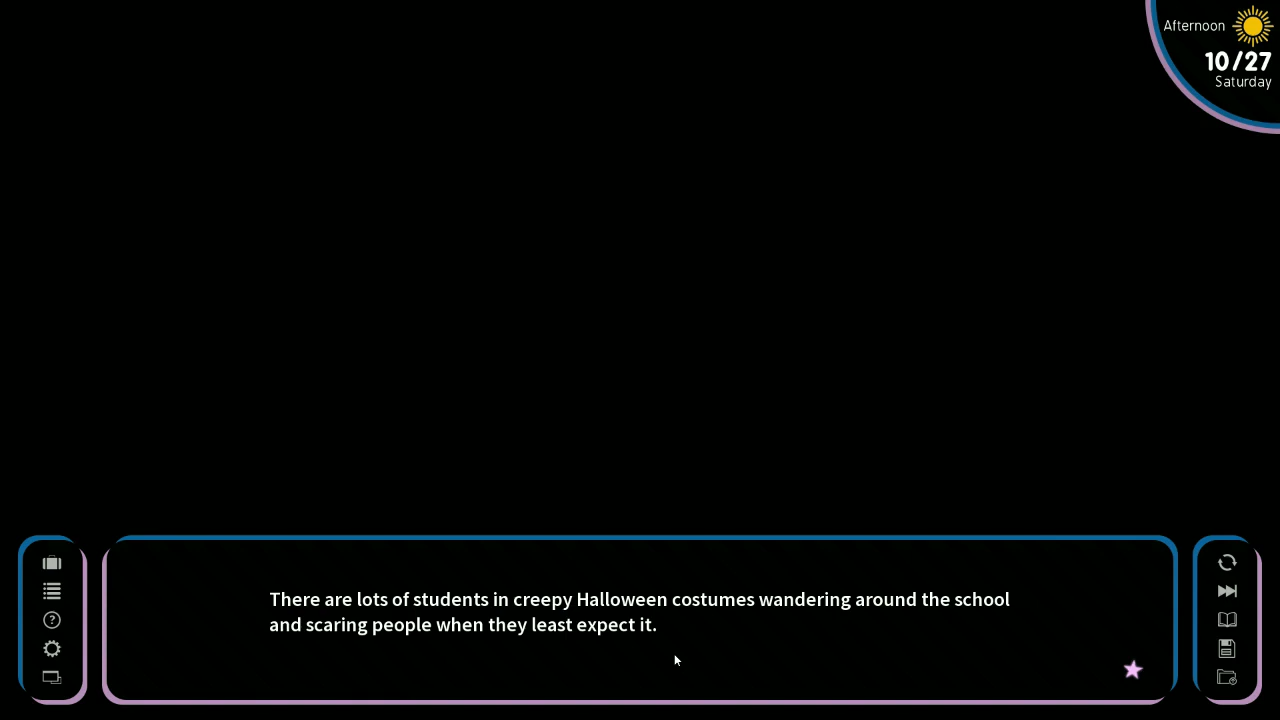 Afternoon
10/27
Saturday
There are lots of students in creepy Halloween costumes wandering around the school
and scaring people when they least expect it.